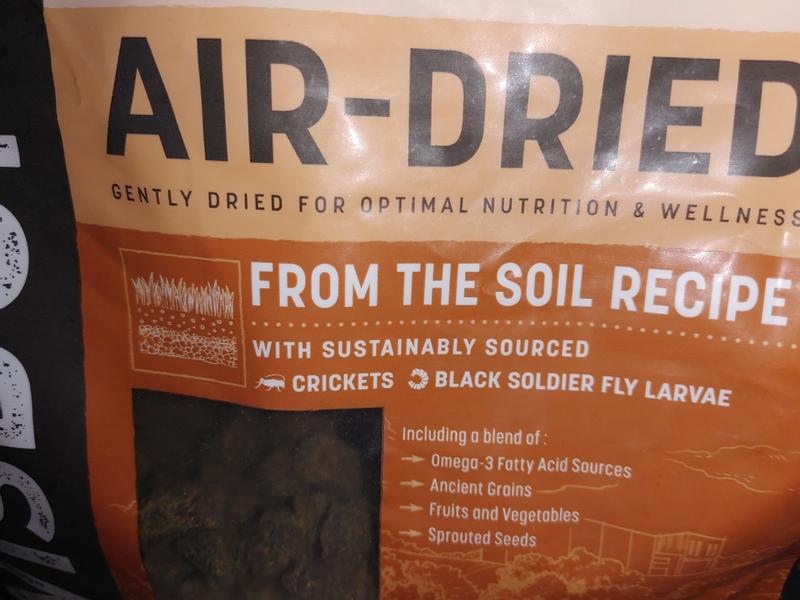 AIR-DRIED
GENTLY DRIED FOR OPTIMAL NUTRITION & WELLNESS
FROM THE SOIL RECIPE
WITH SUSTAINABLY SOURCED
CRICKETS BLACK SOLDIER FLY LARVAE
Including a blend of :
Omega-3 Fatty Acid Sources
Ancient Grains
Fruits and Vegetables
Sprouted Seeds